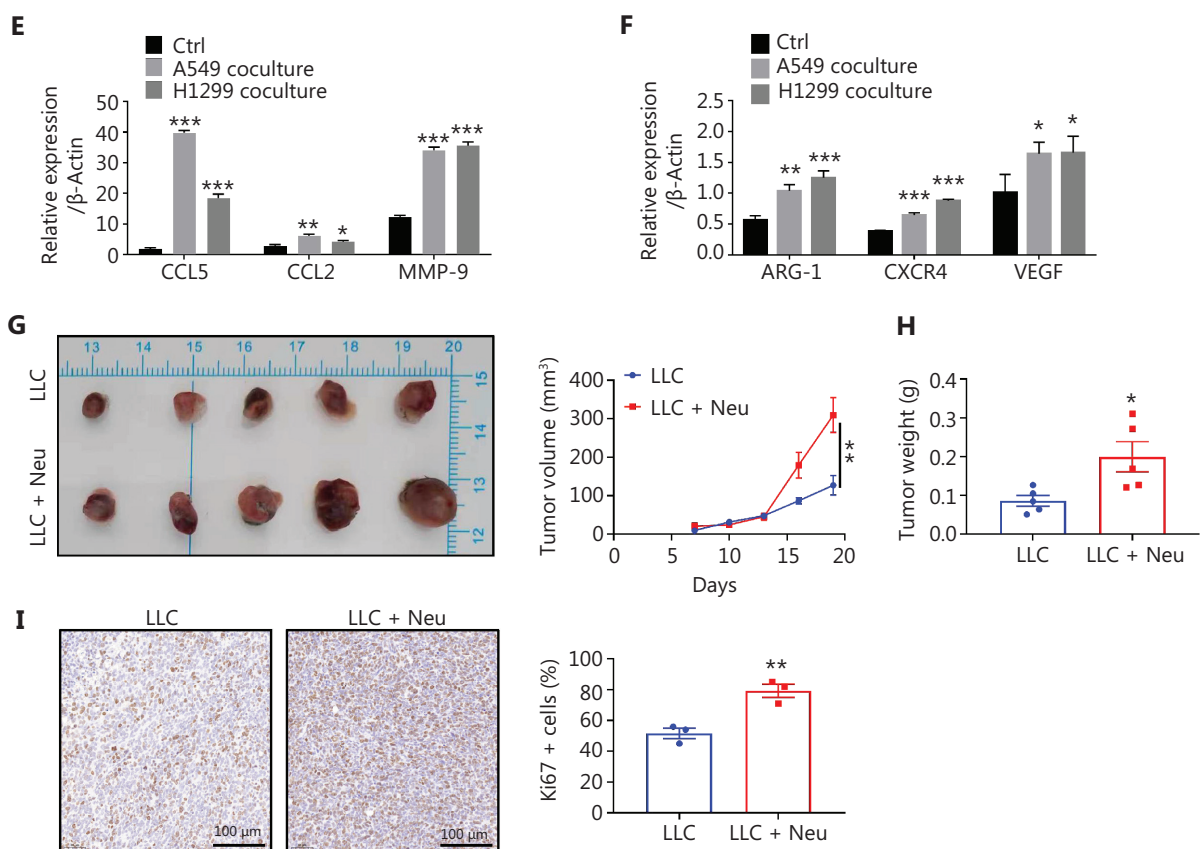 E
Ctrl
A549 coculture
H1299 coculture
Relative expression
/β-Actin
50
40
30
20
10
0
***
***
**
*
***
***
CCL5 CCL2 MMP-9
F
Ctrl
A549 coculture
H1299 coculture
Relative expression
/β-Actin
2.5
2.0
1.5
1.0
0.5
0.0
**
***
***
***
*
*
ARG-1 CXCR4 VEGF
G
LLC
LLC + Neu
13 14 15 16 17 18 19 20
15
14
13
12
Tumor volume (mm³)
400
300
200
100
0
LLC
LLC + Neu
**
0 5 10 15 20
Days
H
Tumor weight (g)
0.4
0.3
0.2
0.1
0.0
*
LLC LLC + Neu
I
LLC
LLC + Neu
100 μm
100 μm
Ki67 + cells (%)
100
80
60
40
20
0
**
LLC LLC + Neu